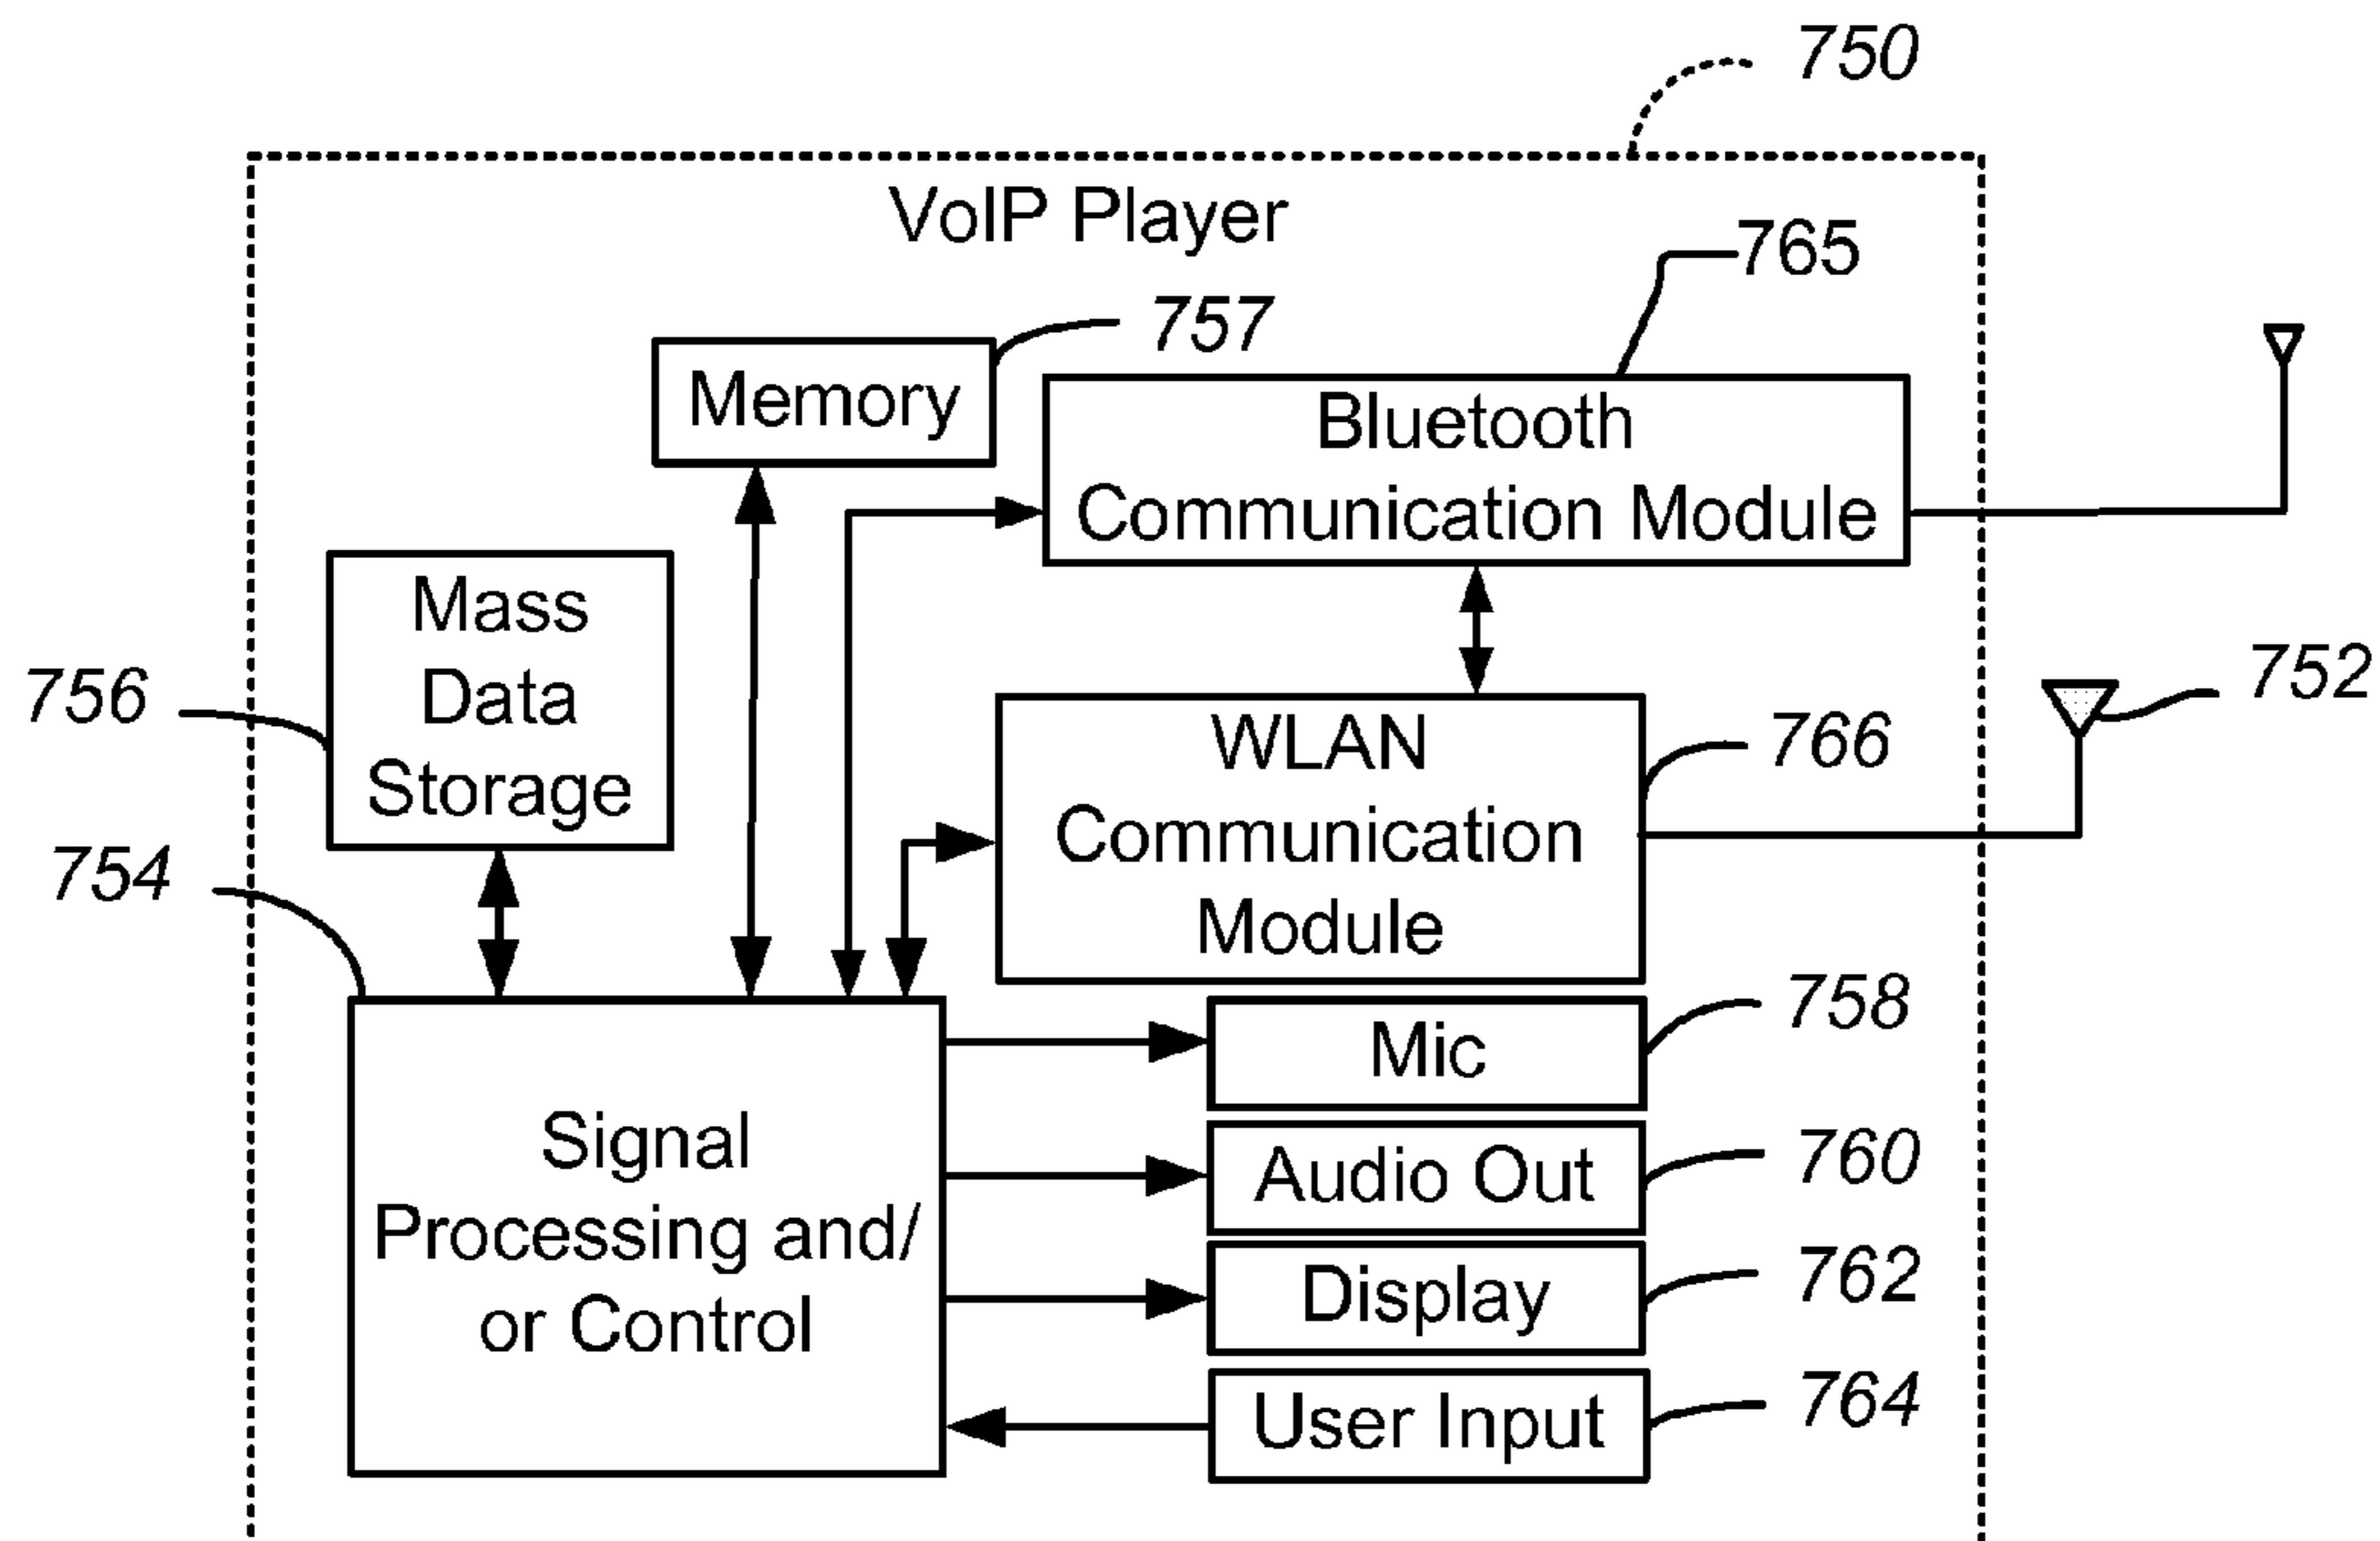 750
VoIP Player
765
757
Memory
Bluetooth
Communication Module
Mass
Data
Storage
756
752
WLAN
Communication
Module
766
754
758
Mic
Signal
Processing and/
or Control
Audio Out
760
Display
762
User Input
764